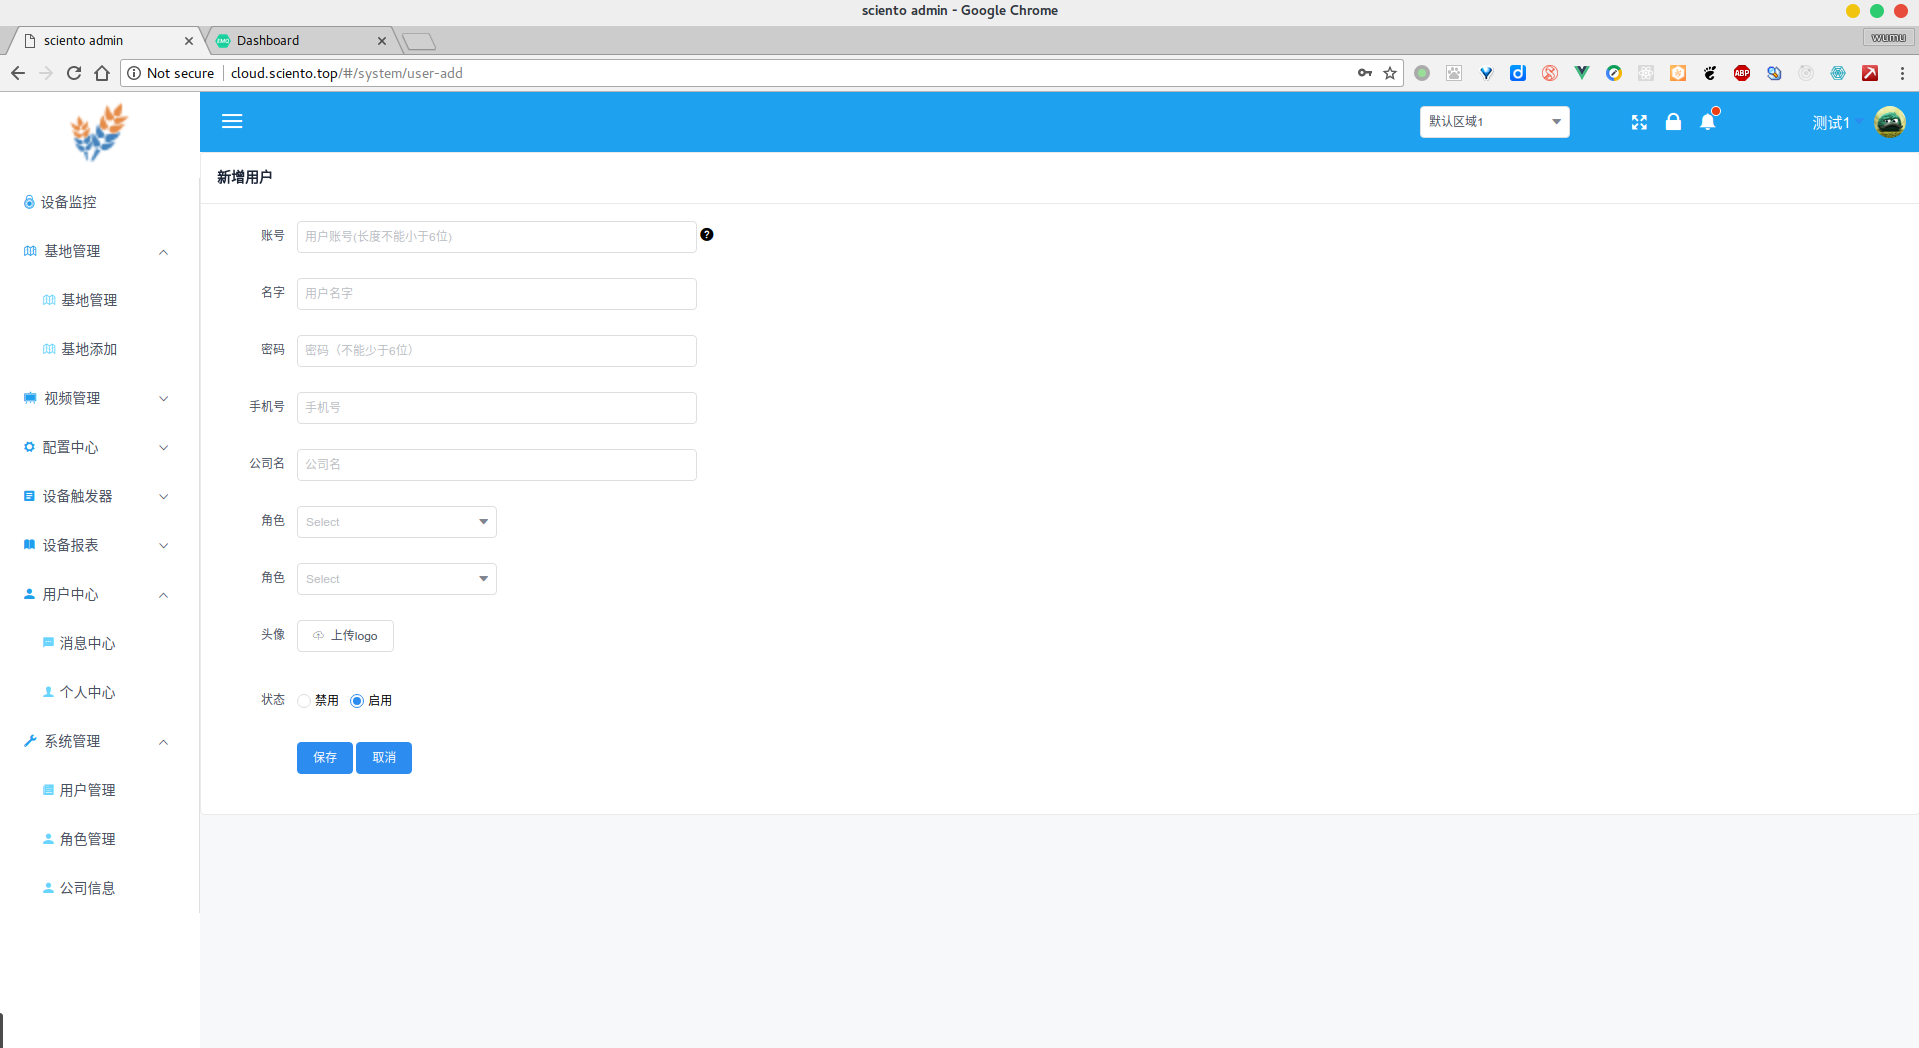 sciento admin - Google Chrome
sciento admin
Dashboard
wumu
Not secure
cloud.sciento.top/#/system/user-add
ABP
默认区域1
测试1
设备监控
基地管理
基地管理
基地添加
视频管理
配置中心
设备触发器
设备报表
用户中心
消息中心
个人中心
系统管理
用户管理
角色管理
公司信息
新增用户
账号 用户账号(长度不能小于6位)
名字 用户名字
密码 密码（不能少于6位）
手机号 手机号
公司名 公司名
角色 Select
角色 Select
头像 上传logo
状态 禁用 启用
保存 取消